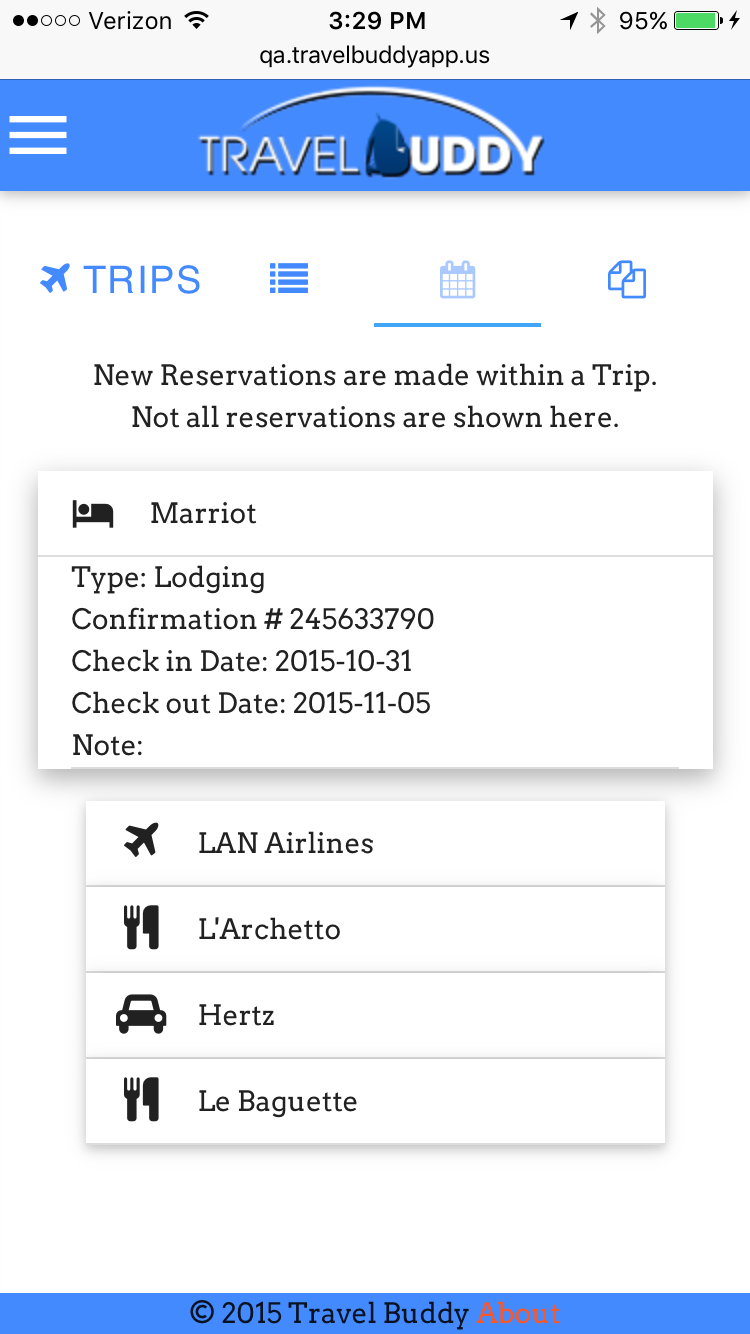 Verizon 3:29 PM 95%
qa.travelbuddyapp.us
TRAVEL BUDDY
TRIPS
New Reservations are made within a Trip.
Not all reservations are shown here.
Marriot
Type: Lodging
Confirmation # 245633790
Check in Date: 2015-10-31
Check out Date: 2015-11-05
Note:
LAN Airlines
L'Archetto
Hertz
Le Baguette
© 2015 Travel Buddy About